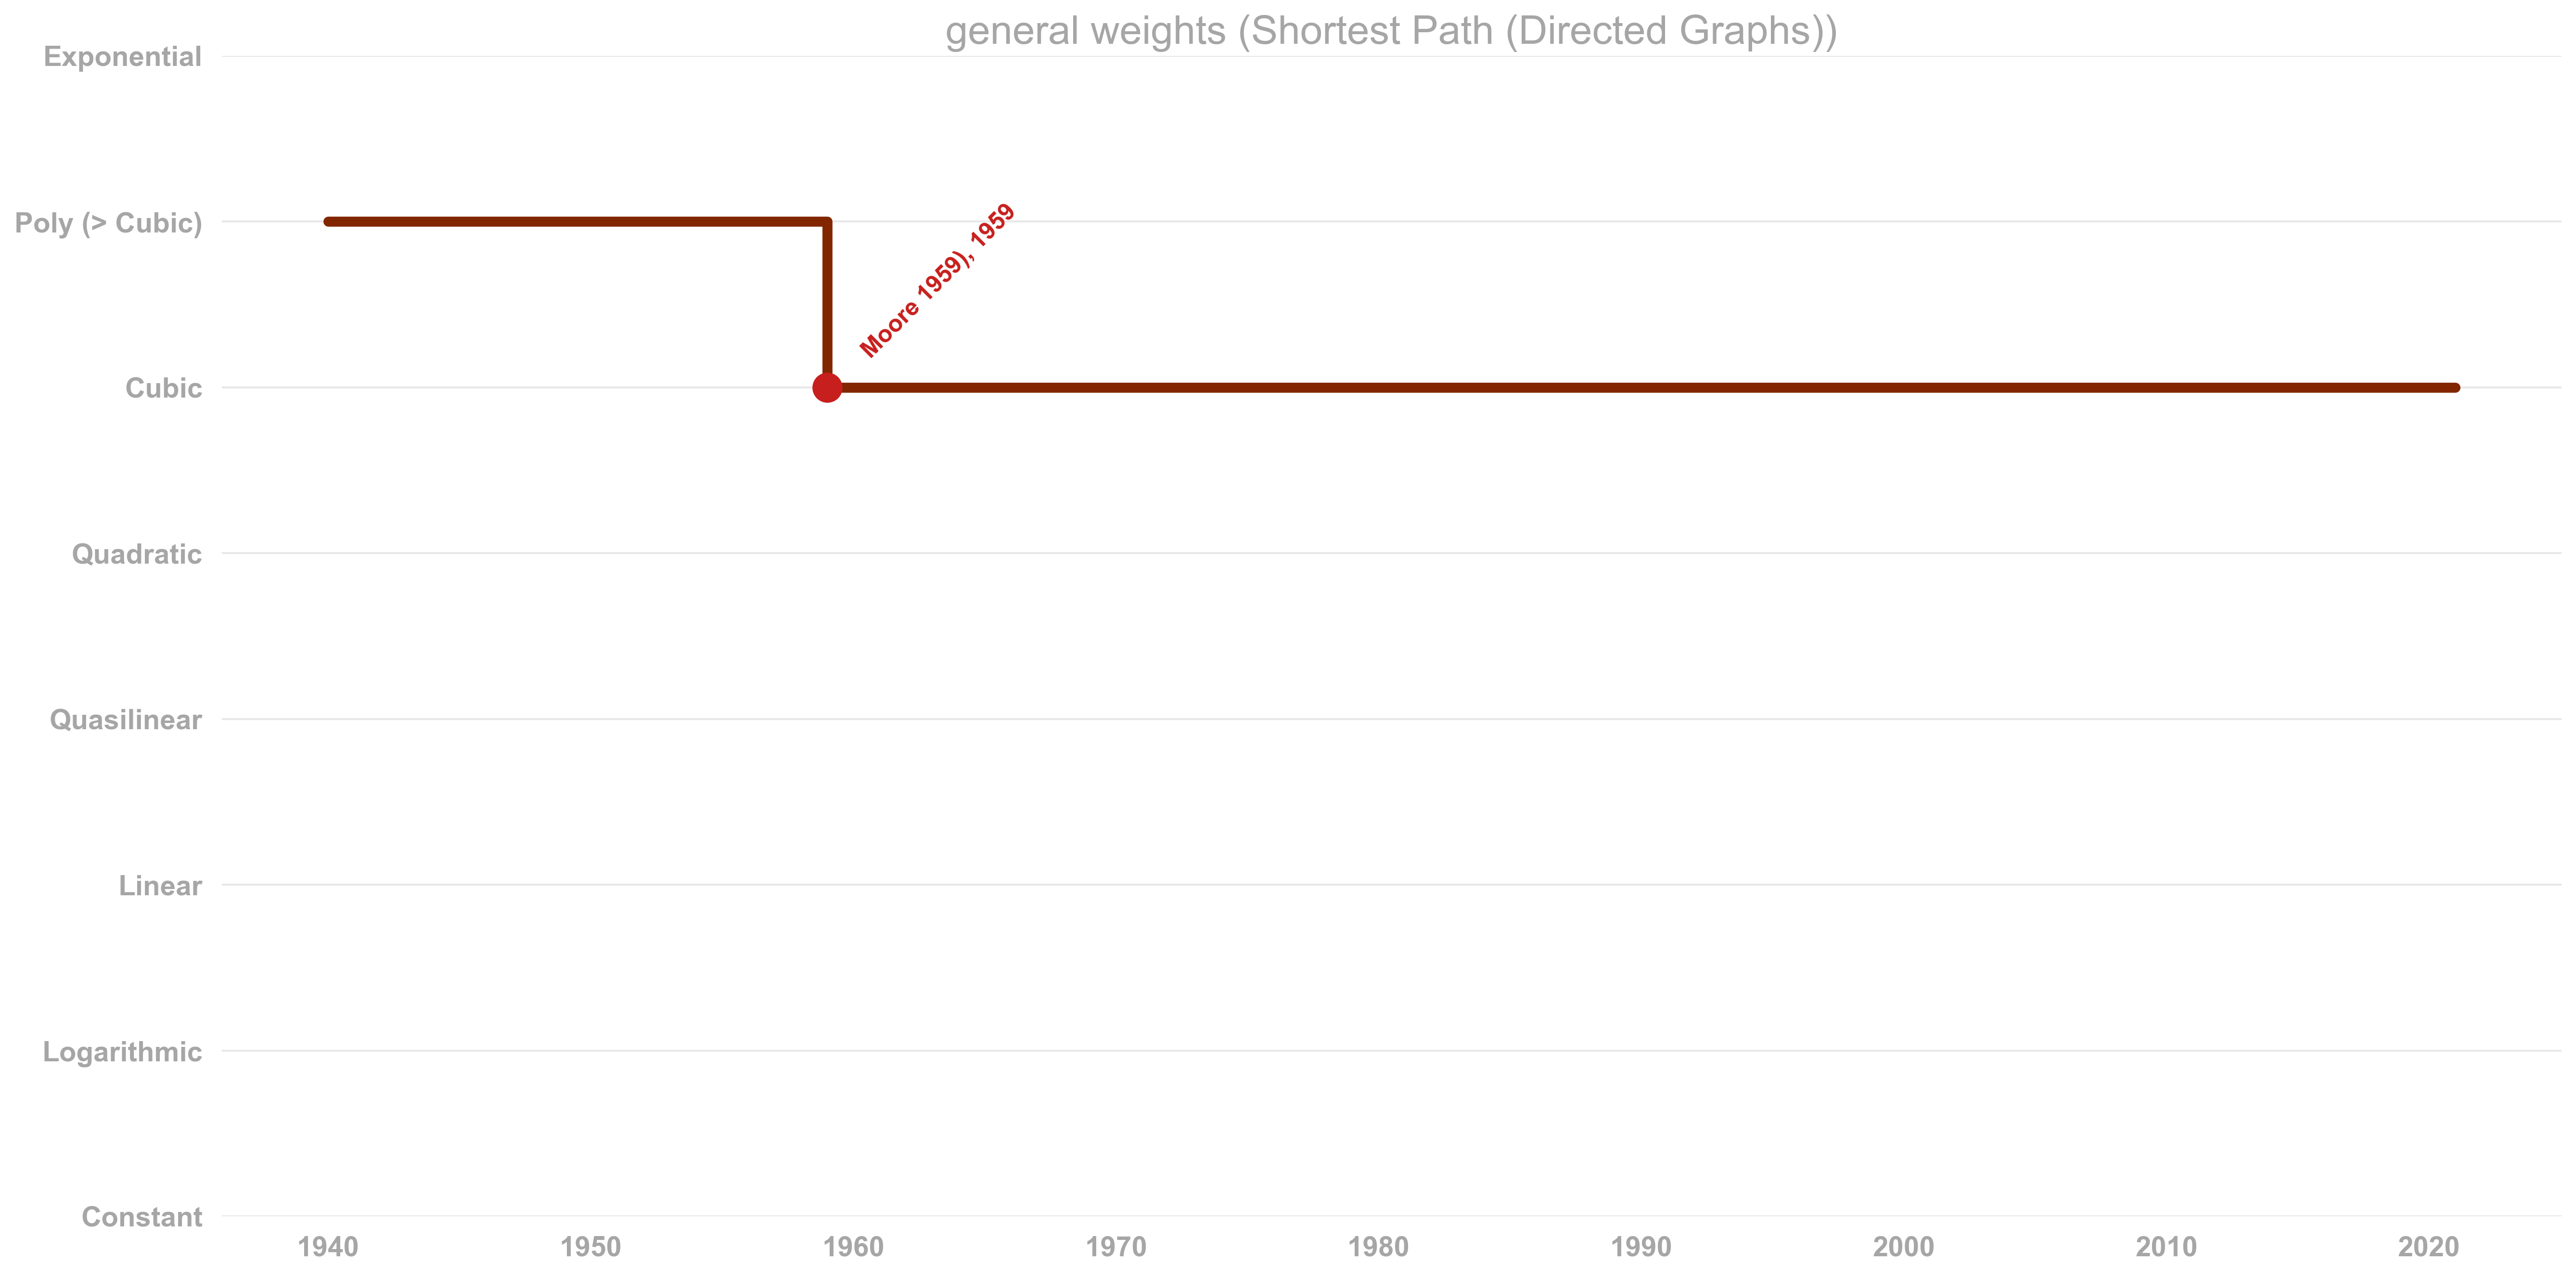 general weights (Shortest Path (Directed Graphs))
Exponential
Poly (> Cubic)
Moore 1959), 1959
Cubic
Quadratic
Quasilinear
Linear
Logarithmic
Constant
1940 1950 1960 1970 1980 1990 2000 2010 2020